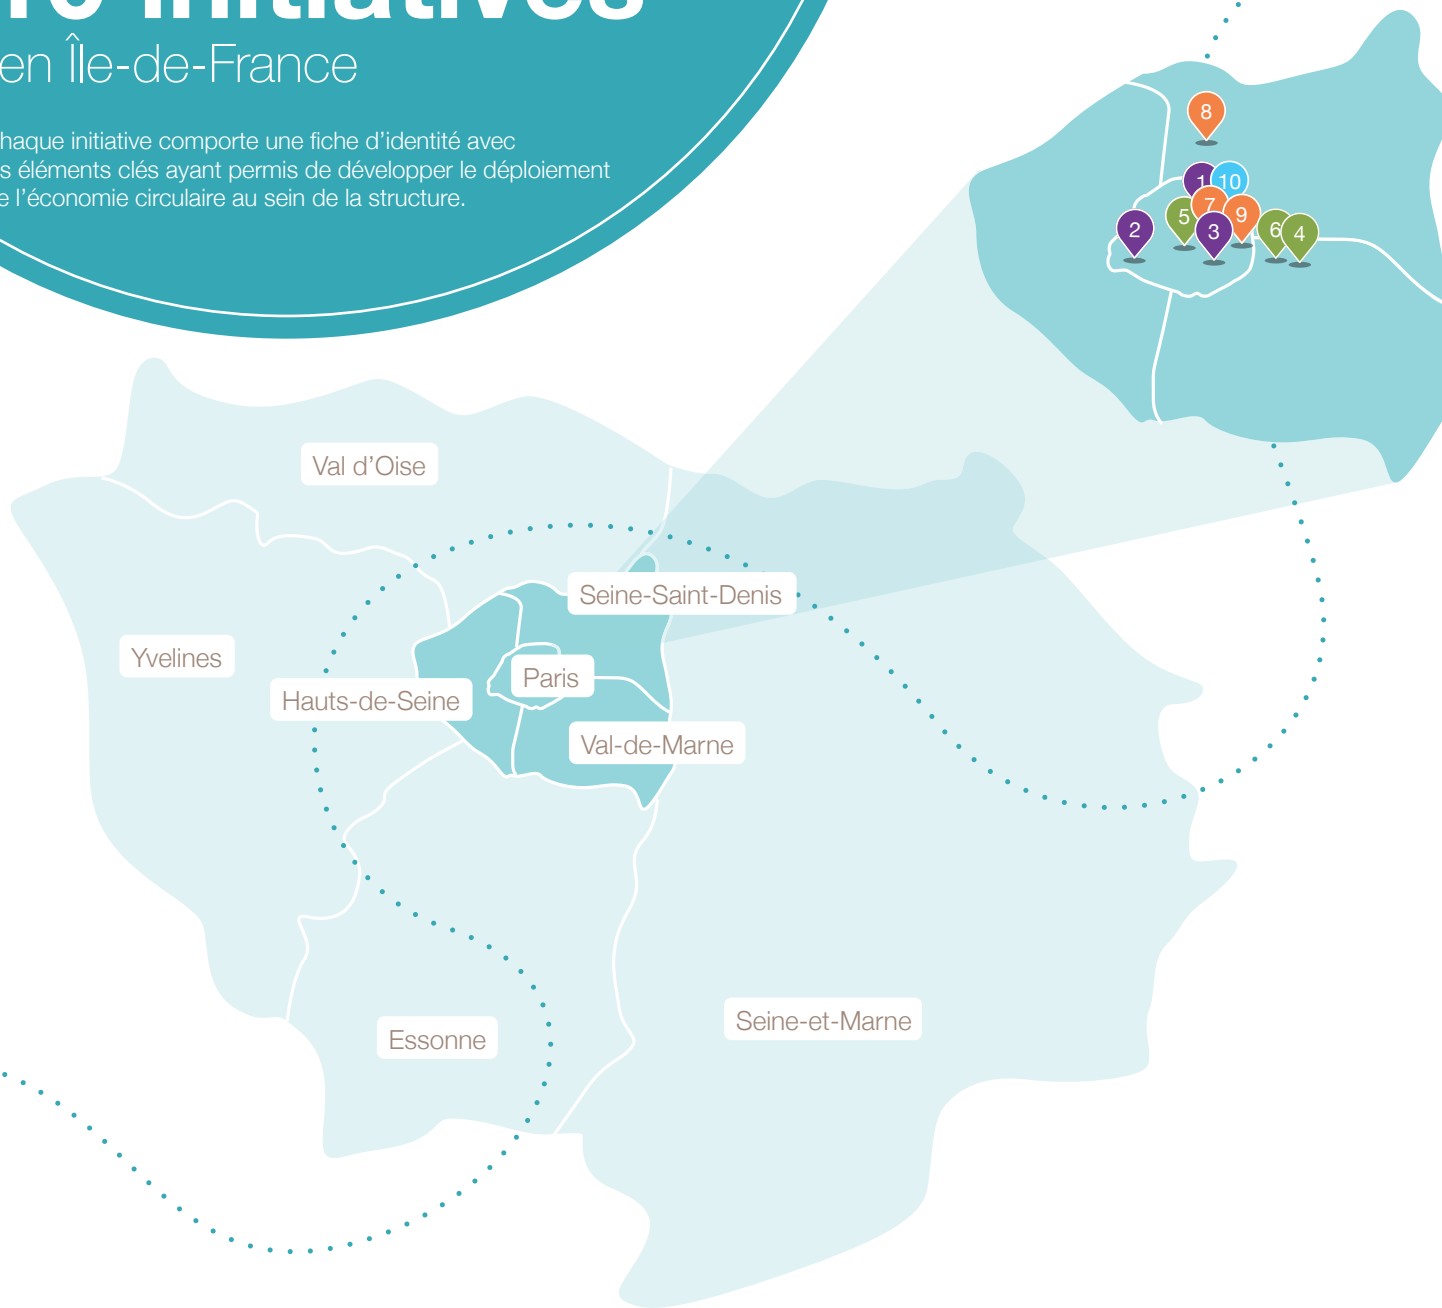 10 initiatives
en Île-de-France
haque initiative comporte une fiche d’identité avec
s éléments clés ayant permis de développer le déploiement
e l’économie circulaire au sein de la structure.
8
1 10
7
5 9
2 3 6 4
Val d’Oise
Seine-Saint-Denis
Yvelines
Paris
Hauts-de-Seine
Val-de-Marne
Seine-et-Marne
Essonne